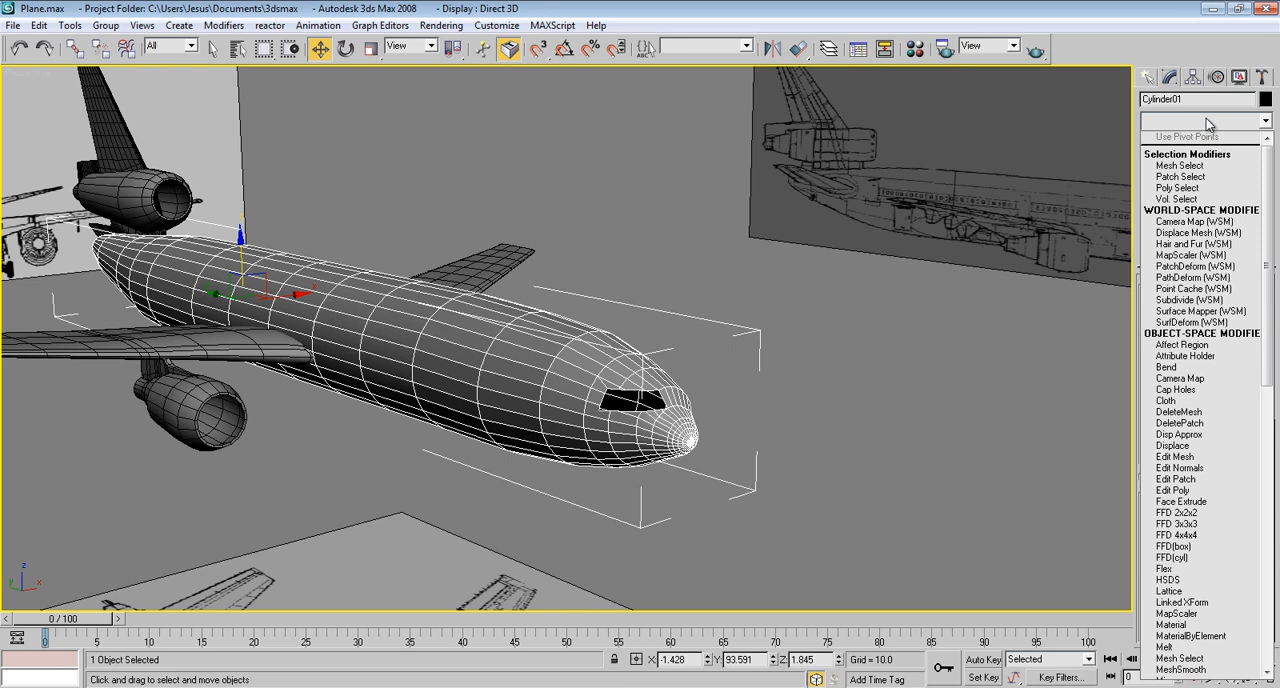 Plane.max - Project Folder: C:\Users\Jesus\Documents\3dsmax - Autodesk 3ds Max 2008 - Display : Direct 3D
File Edit Tools Group Views Create Modifiers reactor Animation Graph Editors Rendering Customize MAXScript Help
All View View
Cylinder01
Use Pivot Points
Selection Modifiers
Mesh Select
Patch Select
Poly Select
Vol. Select
WORLD-SPACE MODIFIE
Camera Map (WSM)
Displace Mesh (WSM)
Hair and Fur (WSM)
MapScaler (WSM)
PatchDeform (WSM)
PathDeform (WSM)
Point Cache (WSM)
Subdivide (WSM)
Surface Mapper (WSM)
SurfDeform (WSM)
OBJECT-SPACE MODIFIE
Affect Region
Attribute Holder
Bend
Camera Map
Cap Holes
Cloth
DeleteMesh
DeletePatch
Disp Approx
Displace
Edit Mesh
Edit Normals
Edit Patch
Edit Poly
Face Extrude
FFD 2x2x2
FFD 3x3x3
FFD 4x4x4
FFD(box)
FFD(cyl)
Flex
HSDS
Lattice
Linked XForm
MapScaler
Material
MaterialByElement
Melt
Mesh Select
MeshSmooth
z
y x
0 / 100
0 5 10 15 20 25 30 35 40 45 50 55 60 65 70 75 80 85 90 95 100
1 Object Selected X: -1.428 Y: 93.591 Z: 1.845 Grid = 10.0 Auto Key Selected
Click and drag to select and move objects Add Time Tag Set Key Key Filters... 0